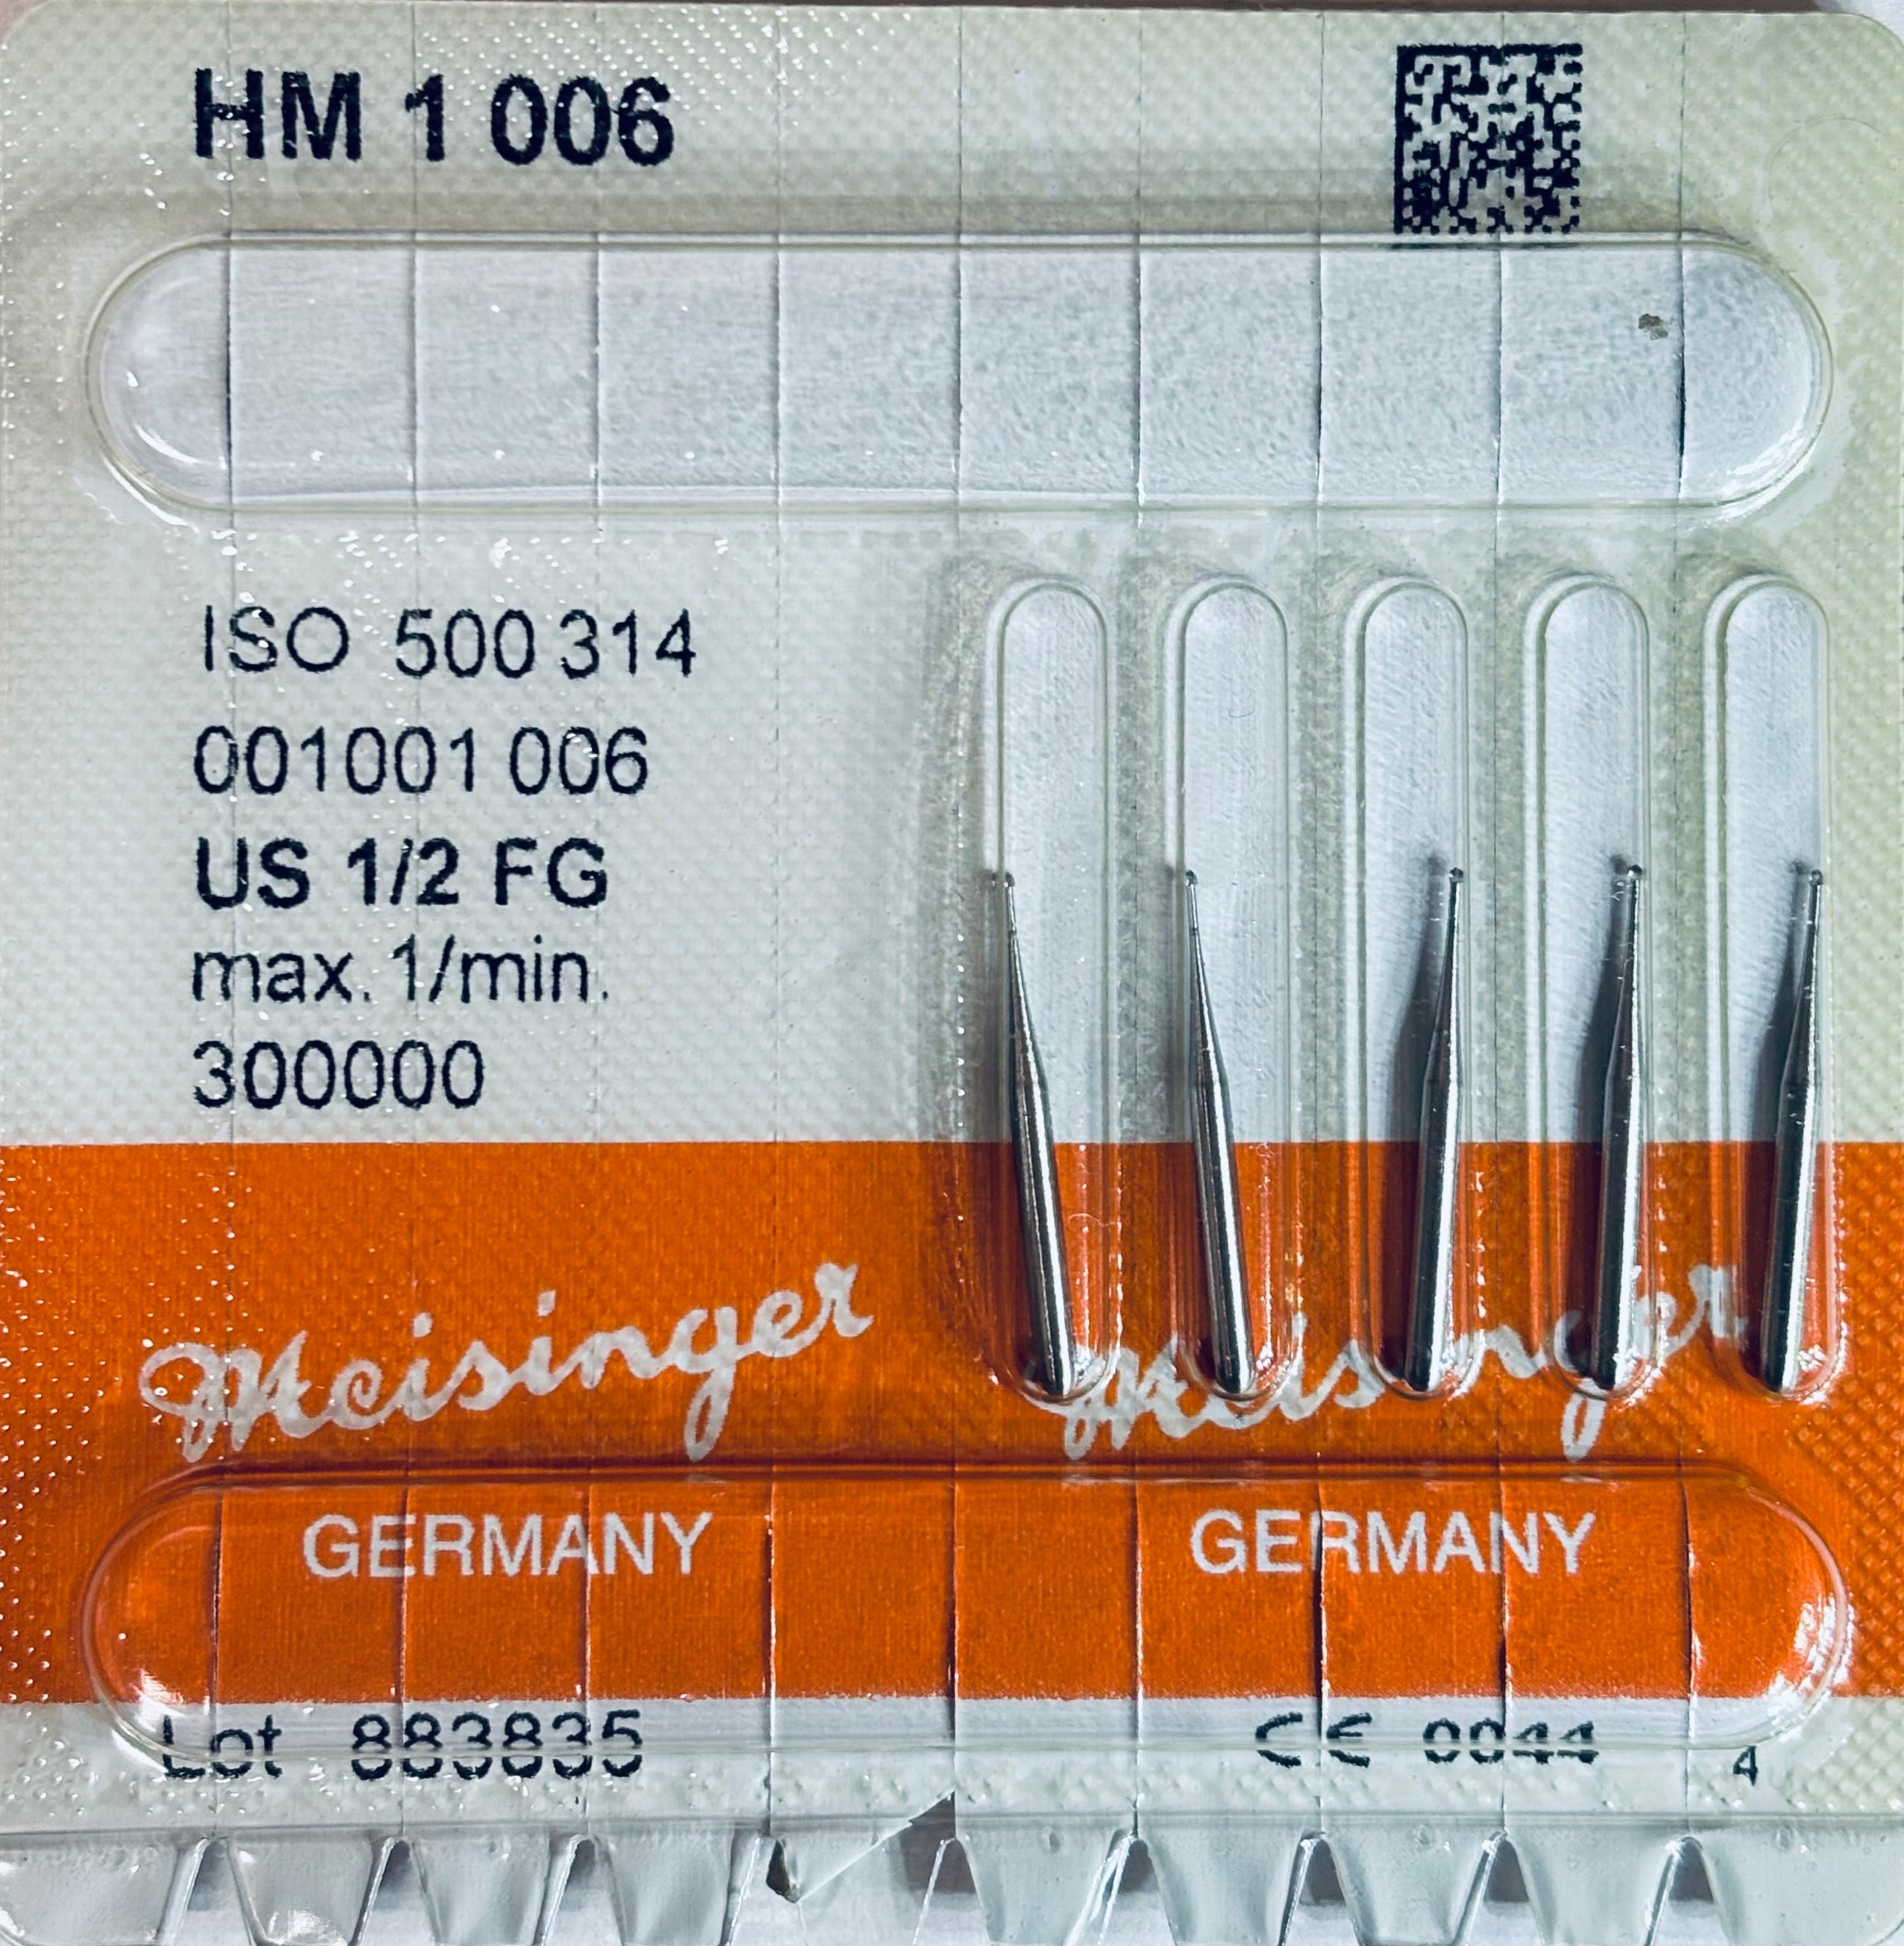 HM 1 006
ISO 500 314
001001 006
US 1/2 FG
max. 1/min.
300000
Meisinger Meisinger
GERMANY GERMANY
Lot 883835 CE 0044 4